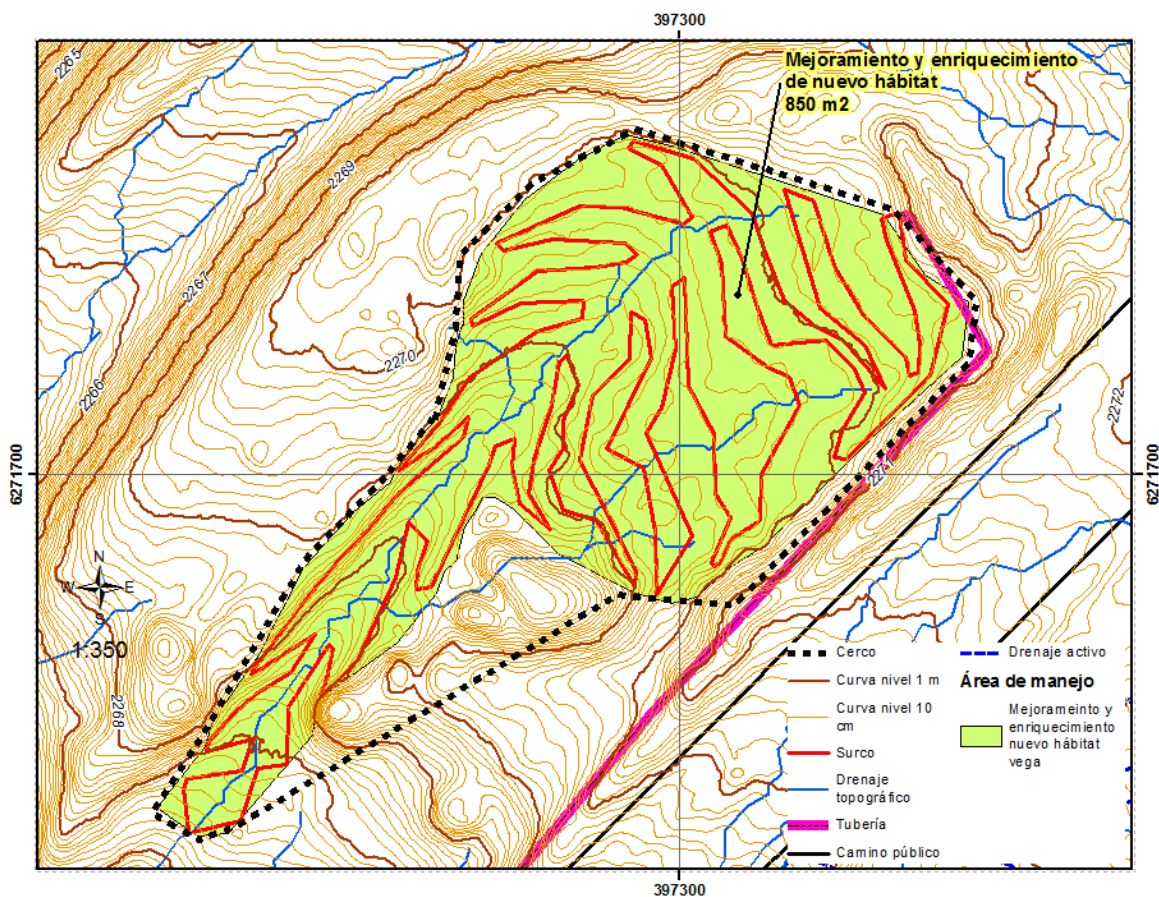 397300
Mejoramiento y enriquecimiento
de nuevo hábitat
850 m2
2265
2269
2267
2270
2266
2272
6271700
6271700
2271
N
W E
S
1:350
2268
Cerco
Curva nivel 1 m
Curva nivel 10
cm
Surco
Drenaje
topográfico
Tubería
Camino público
Drenaje activo
Área de manejo
Mejorameinto y
enriquecimiento
nuevo hábitat
vega
397300